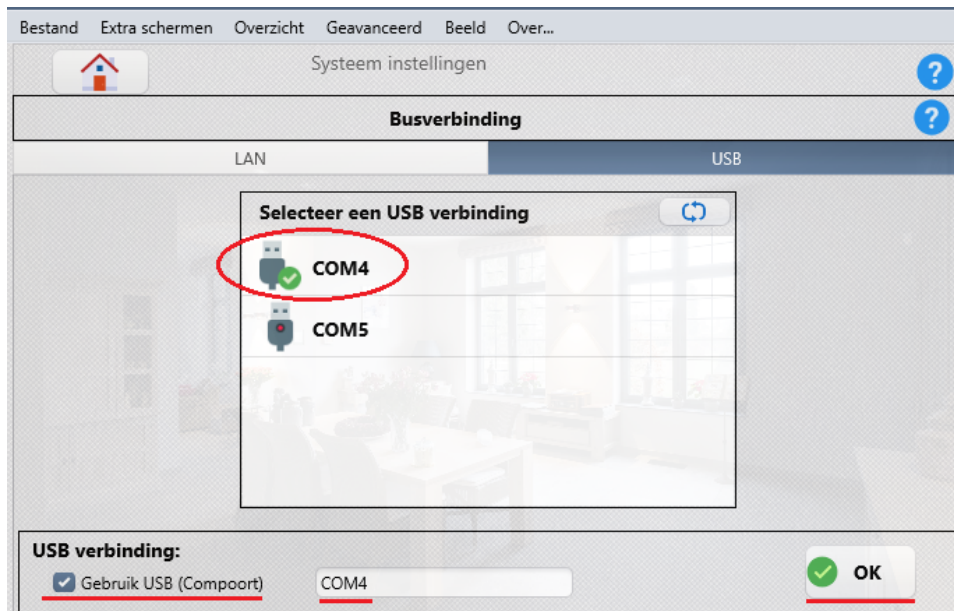 Bestand Extra schermen Overzicht Geavanceerd Beeld Over...
Systeem instellingen
?
Busverbinding
?
LAN USB
Selecteer een USB verbinding
COM4
COM5
USB verbinding:
Gebruik USB (Compoort) COM4 OK